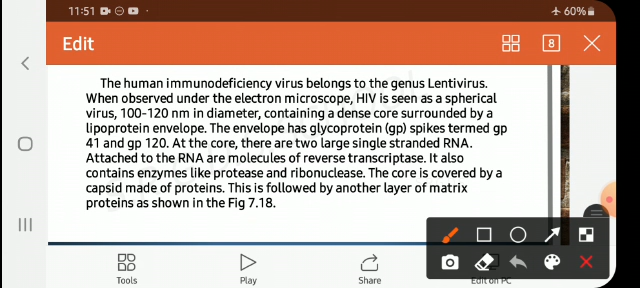 11:51
60%
Edit
8
The human immunodeficiency virus belongs to the genus Lentivirus.
When observed under the electron microscope, HIV is seen as a spherical
virus, 100-120 nm in diameter, containing a dense core surrounded by a
lipoprotein envelope. The envelope has glycoprotein (gp) spikes termed gp
41 and gp 120. At the core, there are two large single stranded RNA.
Attached to the RNA are molecules of reverse transcriptase. It also
contains enzymes like protease and ribonuclease. The core is covered by a
capsid made of proteins. This is followed by another layer of matrix
proteins as shown in the Fig 7.18.
Tools
Play
Share
Edit on PC